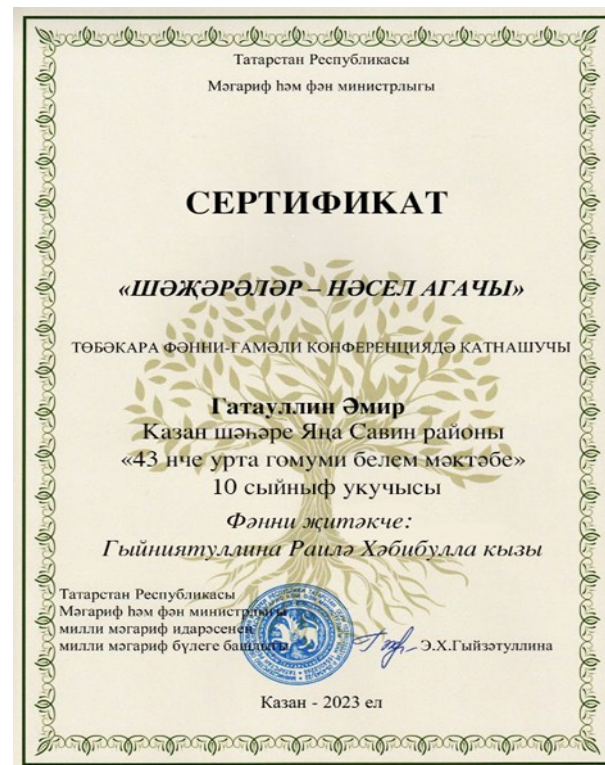 Татарстан Республикасы
Мәгариф һәм фән министрлыгы
СЕРТИФИКАТ
«ШӘҖӘРӘЛӘР – НӘСЕЛ АГАЧЫ»
ТӨБӘКАРА ФӘННИ-ГАМӘЛИ КОНФЕРЕНЦИЯДӘ КАТНАШУЧЫ
Гатауллин Әмир
Казан шәһәре Яңа Савин районы
«43 нче урта гомуми белем мәктәбе»
10 сыйныф укучысы
Фәнни җитәкче:
Гыйниятуллина Раилә Хәбибулла кызы
Татарстан Республикасы
Мәгариф һәм фән министрлыгы
милли мәгариф идарәсенең
милли мәгариф бүлеге башлыгы
Э.Х.Гыйзәтуллина
Казан - 2023 ел